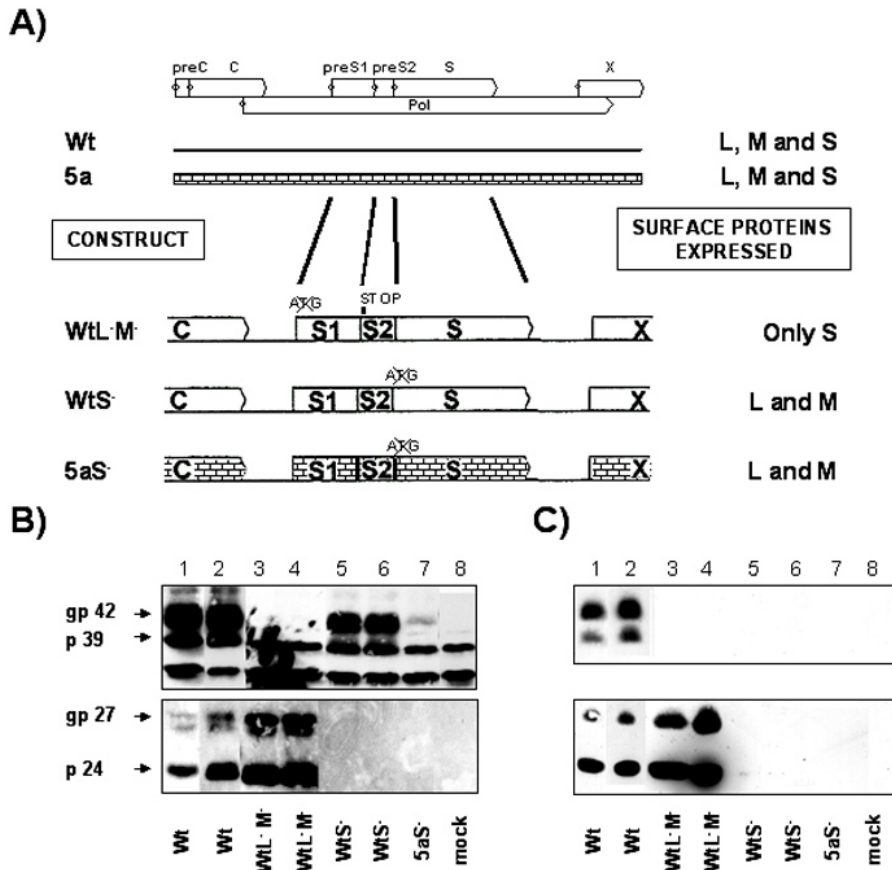 A)
preC C preS1 preS2 S X
Pol
Wt L, M and S
5a L, M and S
CONSTRUCT
SURFACE PROTEINS
EXPRESSED
ATG STOP
WtL-M- C S1 S2 S X Only S
ATG
WtS- C S1 S2 S X L and M
ATG
5aS- C S1 S2 S X L and M
B)
1 2 3 4 5 6 7 8
gp 42
p 39
gp 27
p 24
Wt Wt WtL- M- WtL- M- WtS- WtS- 5aS- mock
C)
1 2 3 4 5 6 7 8
Wt Wt WtL- M- WtL- M- WtS- WtS- 5aS- mock